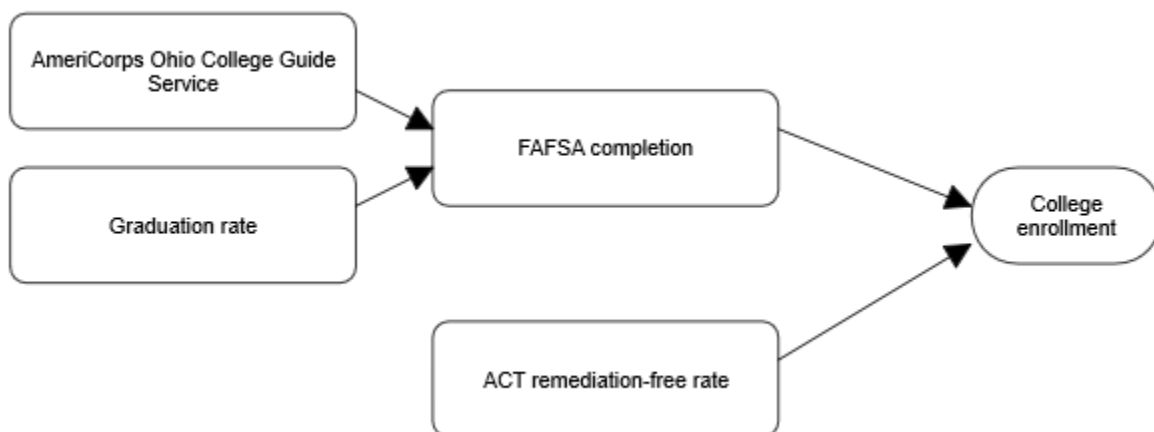 AmeriCorps Ohio College Guide
Service
FAFSA completion
Graduation rate
College
enrollment
ACT remediation-free rate